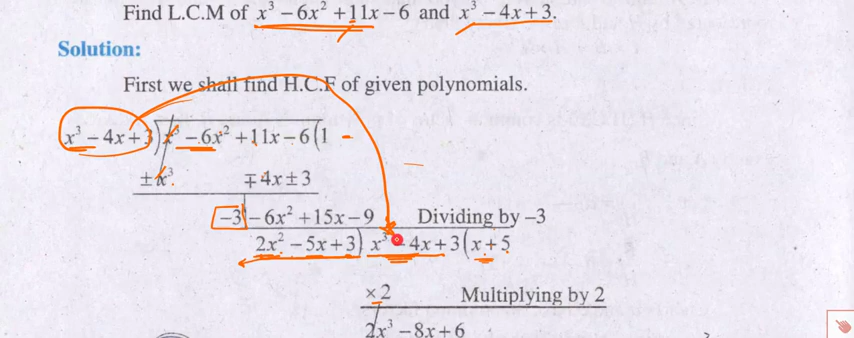 Find L.C.M of x³ − 6x² + 11x − 6 and x³ − 4x + 3.
Solution:
First we shall find H.C.F of given polynomials.
x³ − 4x + 3) x³ − 6x² + 11x − 6 (1
± x³ ∓ 4x ± 3
−3 | − 6x² + 15x − 9 Dividing by −3
2x² − 5x + 3) x³ − 4x + 3 (x + 5
×2 Multiplying by 2
2x³ − 8x + 6